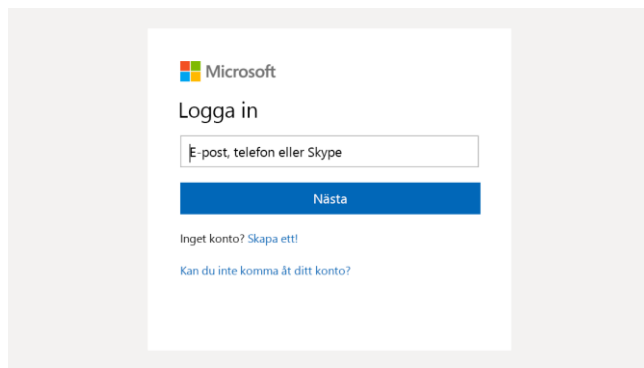 Microsoft
Logga in
E-post, telefon eller Skype
Nästa
Inget konto? Skapa ett!
Kan du inte komma åt ditt konto?